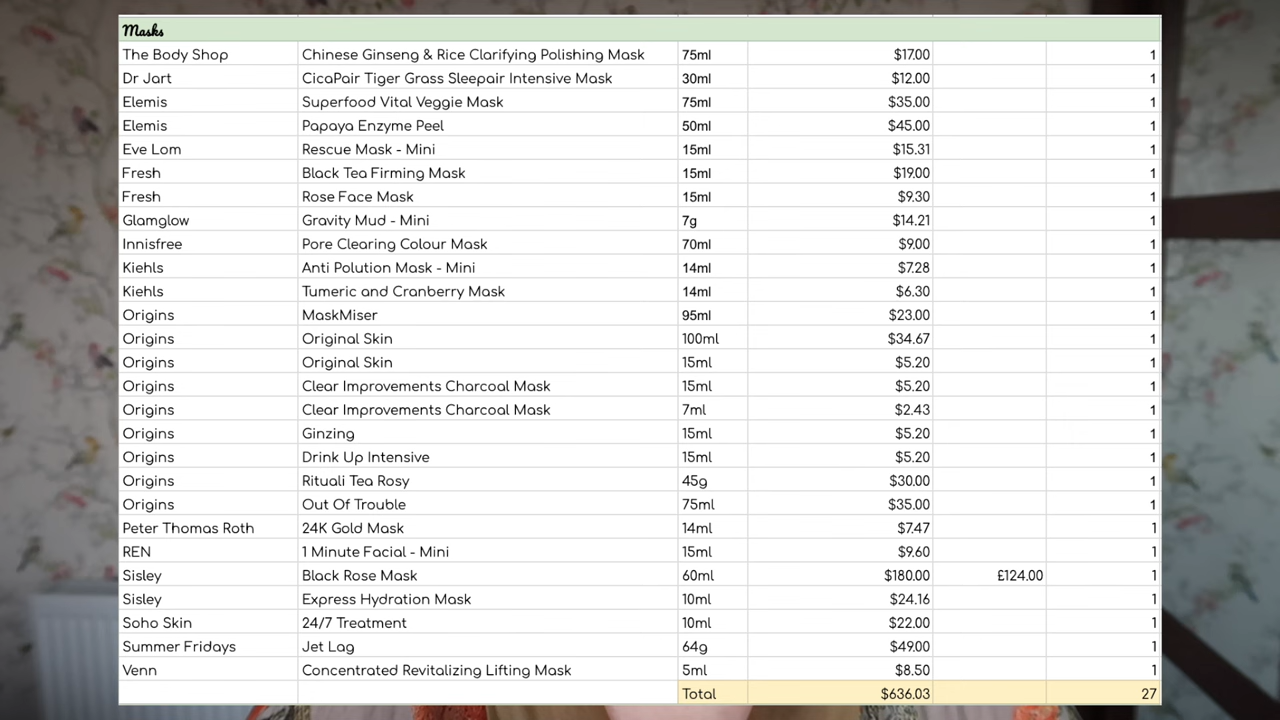 Masks
The Body Shop Chinese Ginseng & Rice Clarifying Polishing Mask 75ml $17.00 1
Dr Jart CicaPair Tiger Grass Sleepair Intensive Mask 30ml $12.00 1
Elemis Superfood Vital Veggie Mask 75ml $35.00 1
Elemis Papaya Enzyme Peel 50ml $45.00 1
Eve Lom Rescue Mask - Mini 15ml $15.31 1
Fresh Black Tea Firming Mask 15ml $19.00 1
Fresh Rose Face Mask 15ml $9.30 1
Glamglow Gravity Mud - Mini 7g $14.21 1
Innisfree Pore Clearing Colour Mask 70ml $9.00 1
Kiehls Anti Polution Mask - Mini 14ml $7.28 1
Kiehls Tumeric and Cranberry Mask 14ml $6.30 1
Origins MaskMiser 95ml $23.00 1
Origins Original Skin 100ml $34.67 1
Origins Original Skin 15ml $5.20 1
Origins Clear Improvements Charcoal Mask 15ml $5.20 1
Origins Clear Improvements Charcoal Mask 7ml $2.43 1
Origins Ginzing 15ml $5.20 1
Origins Drink Up Intensive 15ml $5.20 1
Origins Rituali Tea Rosy 45g $30.00 1
Origins Out Of Trouble 75ml $35.00 1
Peter Thomas Roth 24K Gold Mask 14ml $7.47 1
REN 1 Minute Facial - Mini 15ml $9.60 1
Sisley Black Rose Mask 60ml $180.00 £124.00 1
Sisley Express Hydration Mask 10ml $24.16 1
Soho Skin 24/7 Treatment 10ml $22.00 1
Summer Fridays Jet Lag 64g $49.00 1
Venn Concentrated Revitalizing Lifting Mask 5ml $8.50 1
Total $636.03 27